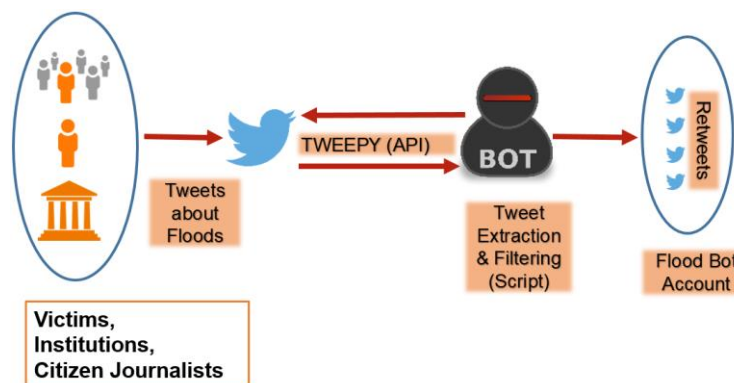 Tweets
about
Floods
Victims,
Institutions,
Citizen Journalists
TWEEPY (API)
BOT
Tweet
Extraction
& Filtering
(Script)
Retweets
Flood Bot
Account